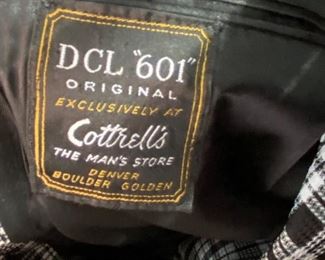 DCL "601"
ORIGINAL
EXCLUSIVELY AT
Cottrell's
THE MAN'S STORE
DENVER
BOULDER GOLDEN